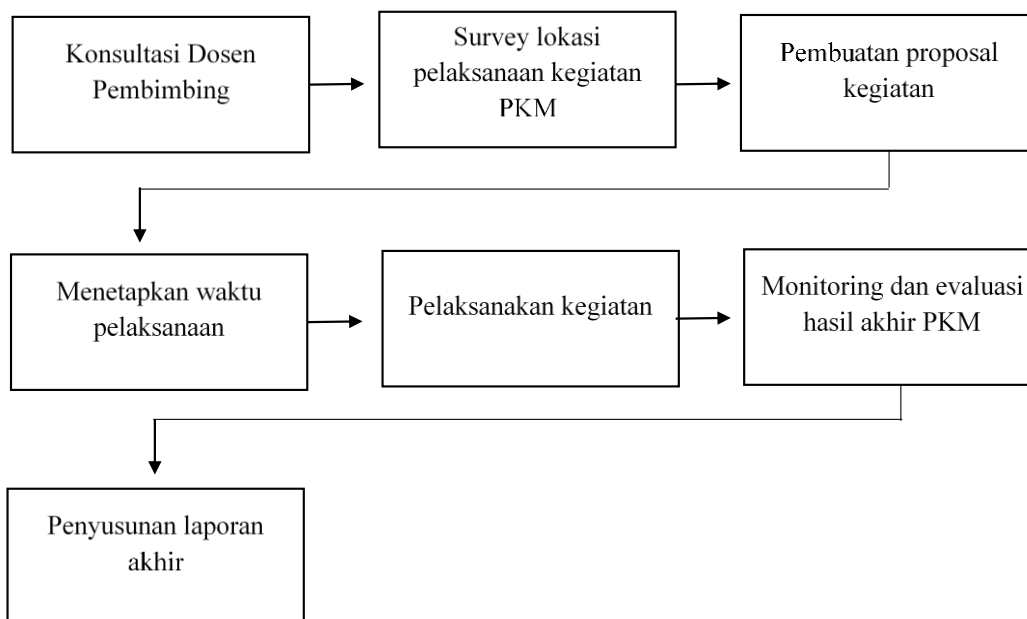 Konsultasi Dosen
Pembimbing
Survey lokasi
pelaksanaan kegiatan
PKM
Pembuatan proposal
kegiatan
Menetapkan waktu
pelaksanaan
Pelaksanakan kegiatan
Monitoring dan evaluasi
hasil akhir PKM
Penyusunan laporan
akhir